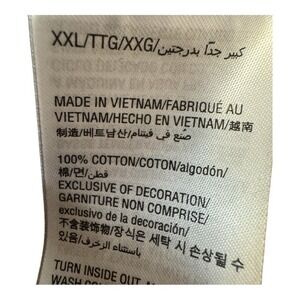 XXL/TTG/XXG/كبير جدًا بدرجتين
MADE IN VIETNAM/FABRIQUÉ AU
VIETNAM/HECHO EN VIETNAM/越南
制造/베트남산/صنع في فيتنام
100% COTTON/COTON/algodón/
棉/면/قطن/
EXCLUSIVE OF DECORATION/
GARNITURE NON COMPRISE/
exclusivo de la decoración/
不含装饰物/장식은 세탁 시 손상될 수
있음/باستثناء الزخرف/
TURN INSIDE OUT.
WASH